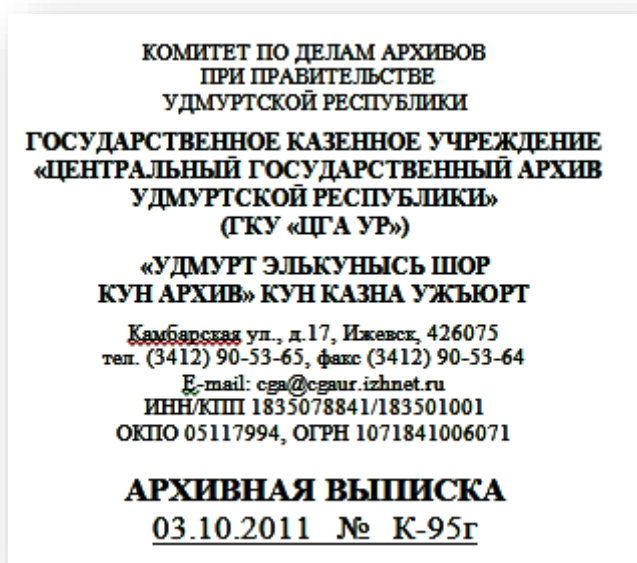 КОМИТЕТ ПО ДЕЛАМ АРХИВОВ
ПРИ ПРАВИТЕЛЬСТВЕ
УДМУРТСКОЙ РЕСПУБЛИКИ
ГОСУДАРСТВЕННОЕ КАЗЕННОЕ УЧРЕЖДЕНИЕ
«ЦЕНТРАЛЬНЫЙ ГОСУДАРСТВЕННЫЙ АРХИВ
УДМУРТСКОЙ РЕСПУБЛИКИ»
(ГКУ «ЦГА УР»)
«УДМУРТ ЭЛЬКУНЫСЬ ШОР
КУН АРХИВ» КУН КАЗНА УЖЪЮРТ
Камбарская ул., д.17, Ижевск, 426075
тел. (3412) 90-53-65, факс (3412) 90-53-64
E-mail: cga@cgaur.izhnet.ru
ИНН/КПП 1835078841/183501001
ОКПО 05117994, ОГРН 1071841006071
АРХИВНАЯ ВЫПИСКА
03.10.2011 № К-95г